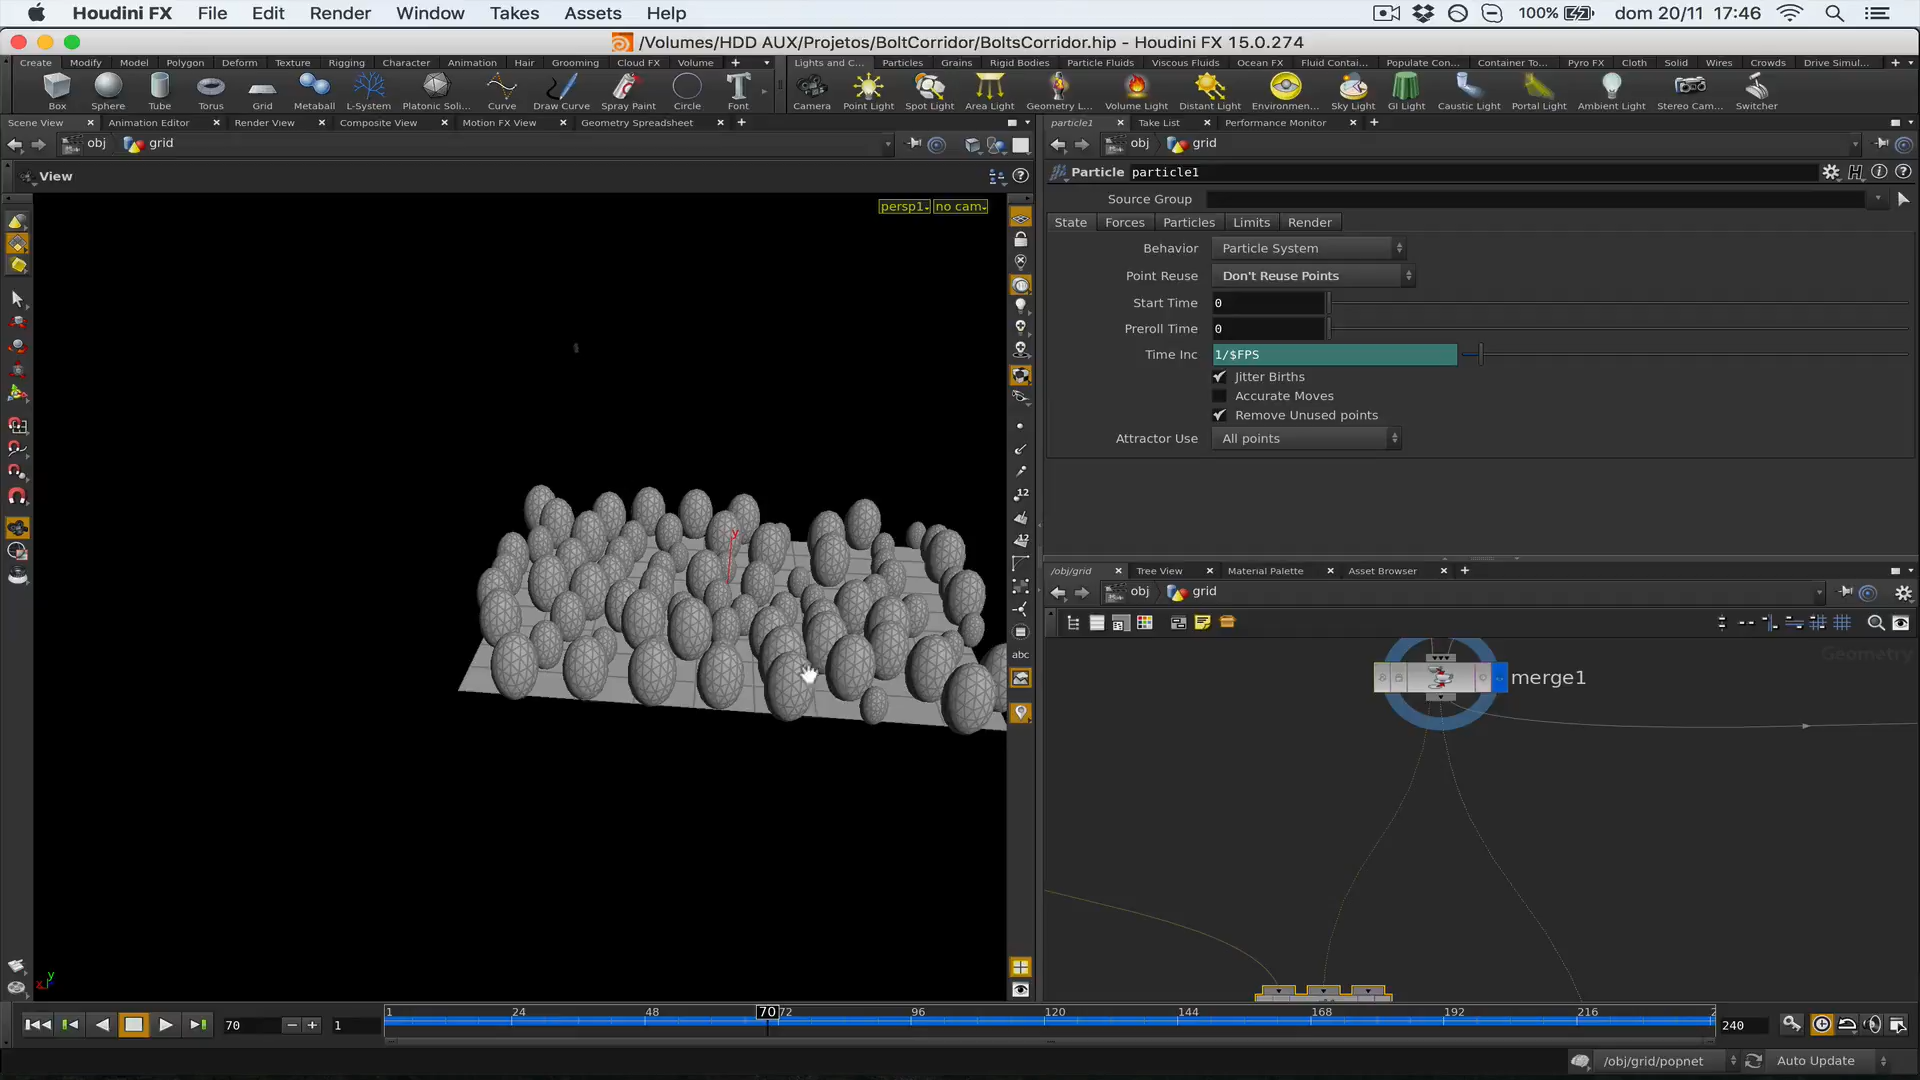 Houdini FX File Edit Render Window Takes Assets Help 100% dom 20/11 17:46
/Volumes/HDD AUX/Projetos/BoltCorridor/BoltsCorridor.hip - Houdini FX 15.0.274
Create Modify Model Polygon Deform Texture Rigging Character Animation Hair Grooming Cloud FX Volume Lights and C... Particles Grains Rigid Bodies Particle Fluids Viscous Fluids Ocean FX Fluid Contai... Populate Con... Container To... Pyro FX Cloth Solid Wires Crowds Drive Simul...
Box Sphere Tube Torus Grid Metaball L-System Platonic Soli... Curve Draw Curve Spray Paint Circle Font Camera Point Light Spot Light Area Light Geometry L... Volume Light Distant Light Environmen... Sky Light GI Light Caustic Light Portal Light Ambient Light Stereo Cam... Switcher
Scene View Animation Editor Render View Composite View Motion FX View Geometry Spreadsheet particle1 Take List Performance Monitor
obj grid obj grid
View
Particle particle1
Source Group
persp1 no cam
State Forces Particles Limits Render
Behavior Particle System
Point Reuse Don't Reuse Points
Start Time 0
Preroll Time 0
Time Inc 1/$FPS
Jitter Births
Accurate Moves
Remove Unused points
Attractor Use All points
12
12
abc
y
/obj/grid Tree View Material Palette Asset Browser
obj grid
Geometry
merge1
y
x
1 24 48 70 72 96 120 144 168 192 216 2
70 1 240
/obj/grid/popnet Auto Update